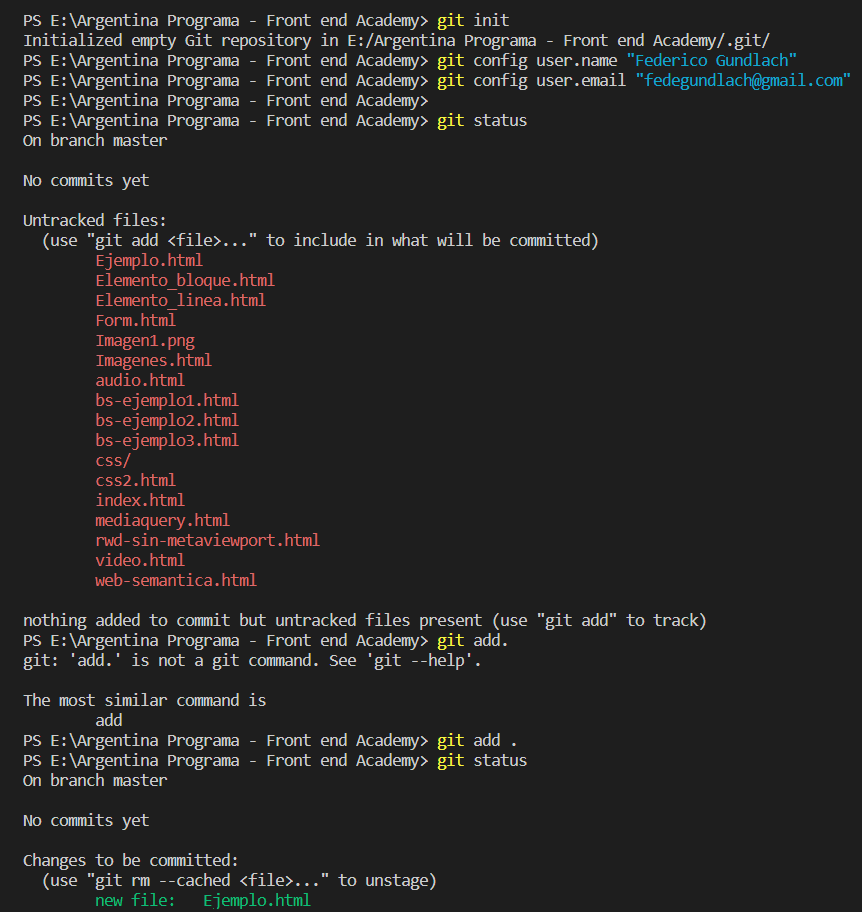 PS E:\Argentina Programa - Front end Academy> git init
Initialized empty Git repository in E:/Argentina Programa - Front end Academy/.git/
PS E:\Argentina Programa - Front end Academy> git config user.name "Federico Gundlach"
PS E:\Argentina Programa - Front end Academy> git config user.email "fedegundlach@gmail.com"
PS E:\Argentina Programa - Front end Academy>
PS E:\Argentina Programa - Front end Academy> git status
On branch master

No commits yet

Untracked files:
  (use "git add <file>..." to include in what will be committed)
        Ejemplo.html
        Elemento_bloque.html
        Elemento_linea.html
        Form.html
        Imagen1.png
        Imagenes.html
        audio.html
        bs-ejemplo1.html
        bs-ejemplo2.html
        bs-ejemplo3.html
        css/
        css2.html
        index.html
        mediaquery.html
        rwd-sin-metaviewport.html
        video.html
        web-semantica.html

nothing added to commit but untracked files present (use "git add" to track)
PS E:\Argentina Programa - Front end Academy> git add.
git: 'add.' is not a git command. See 'git --help'.

The most similar command is
        add
PS E:\Argentina Programa - Front end Academy> git add .
PS E:\Argentina Programa - Front end Academy> git status
On branch master

No commits yet

Changes to be committed:
  (use "git rm --cached <file>..." to unstage)
        new file:   Ejemplo.html